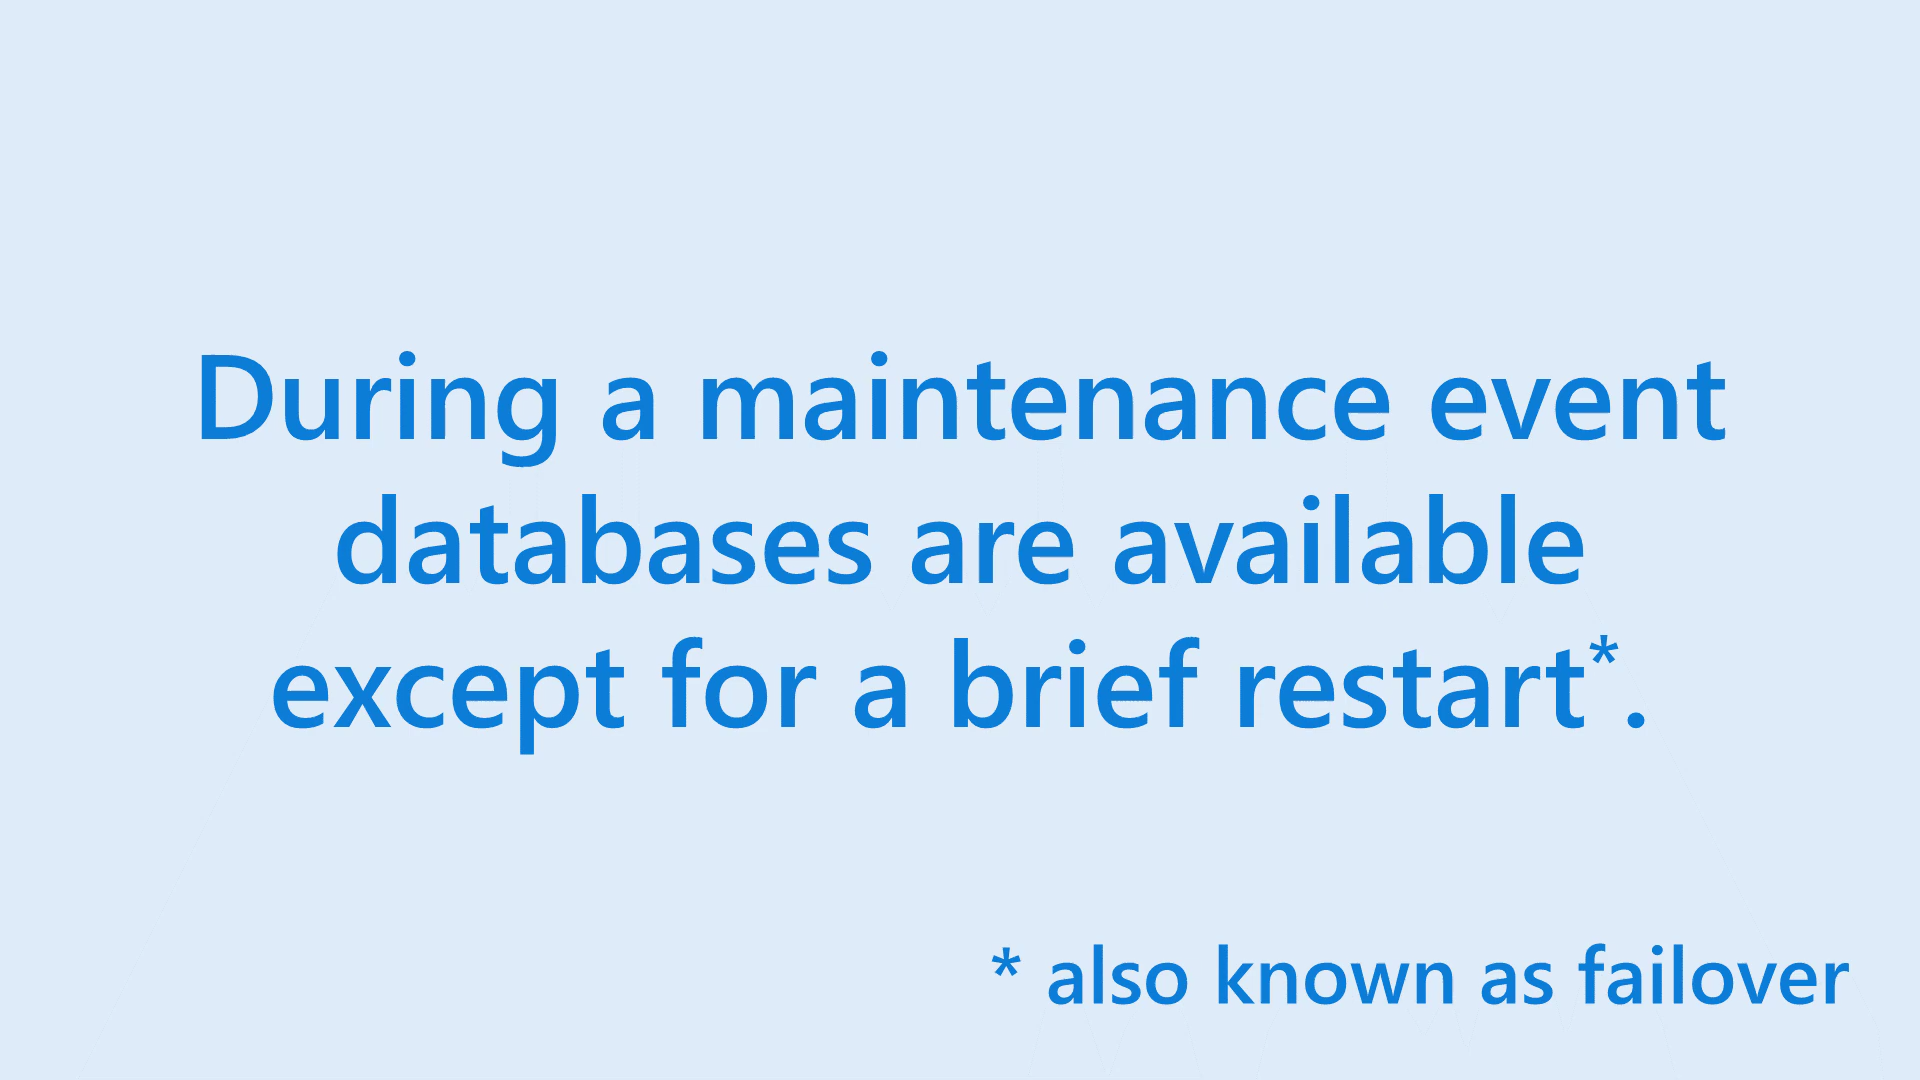 During a maintenance event
databases are available
except for a brief restart*.
* also known as failover